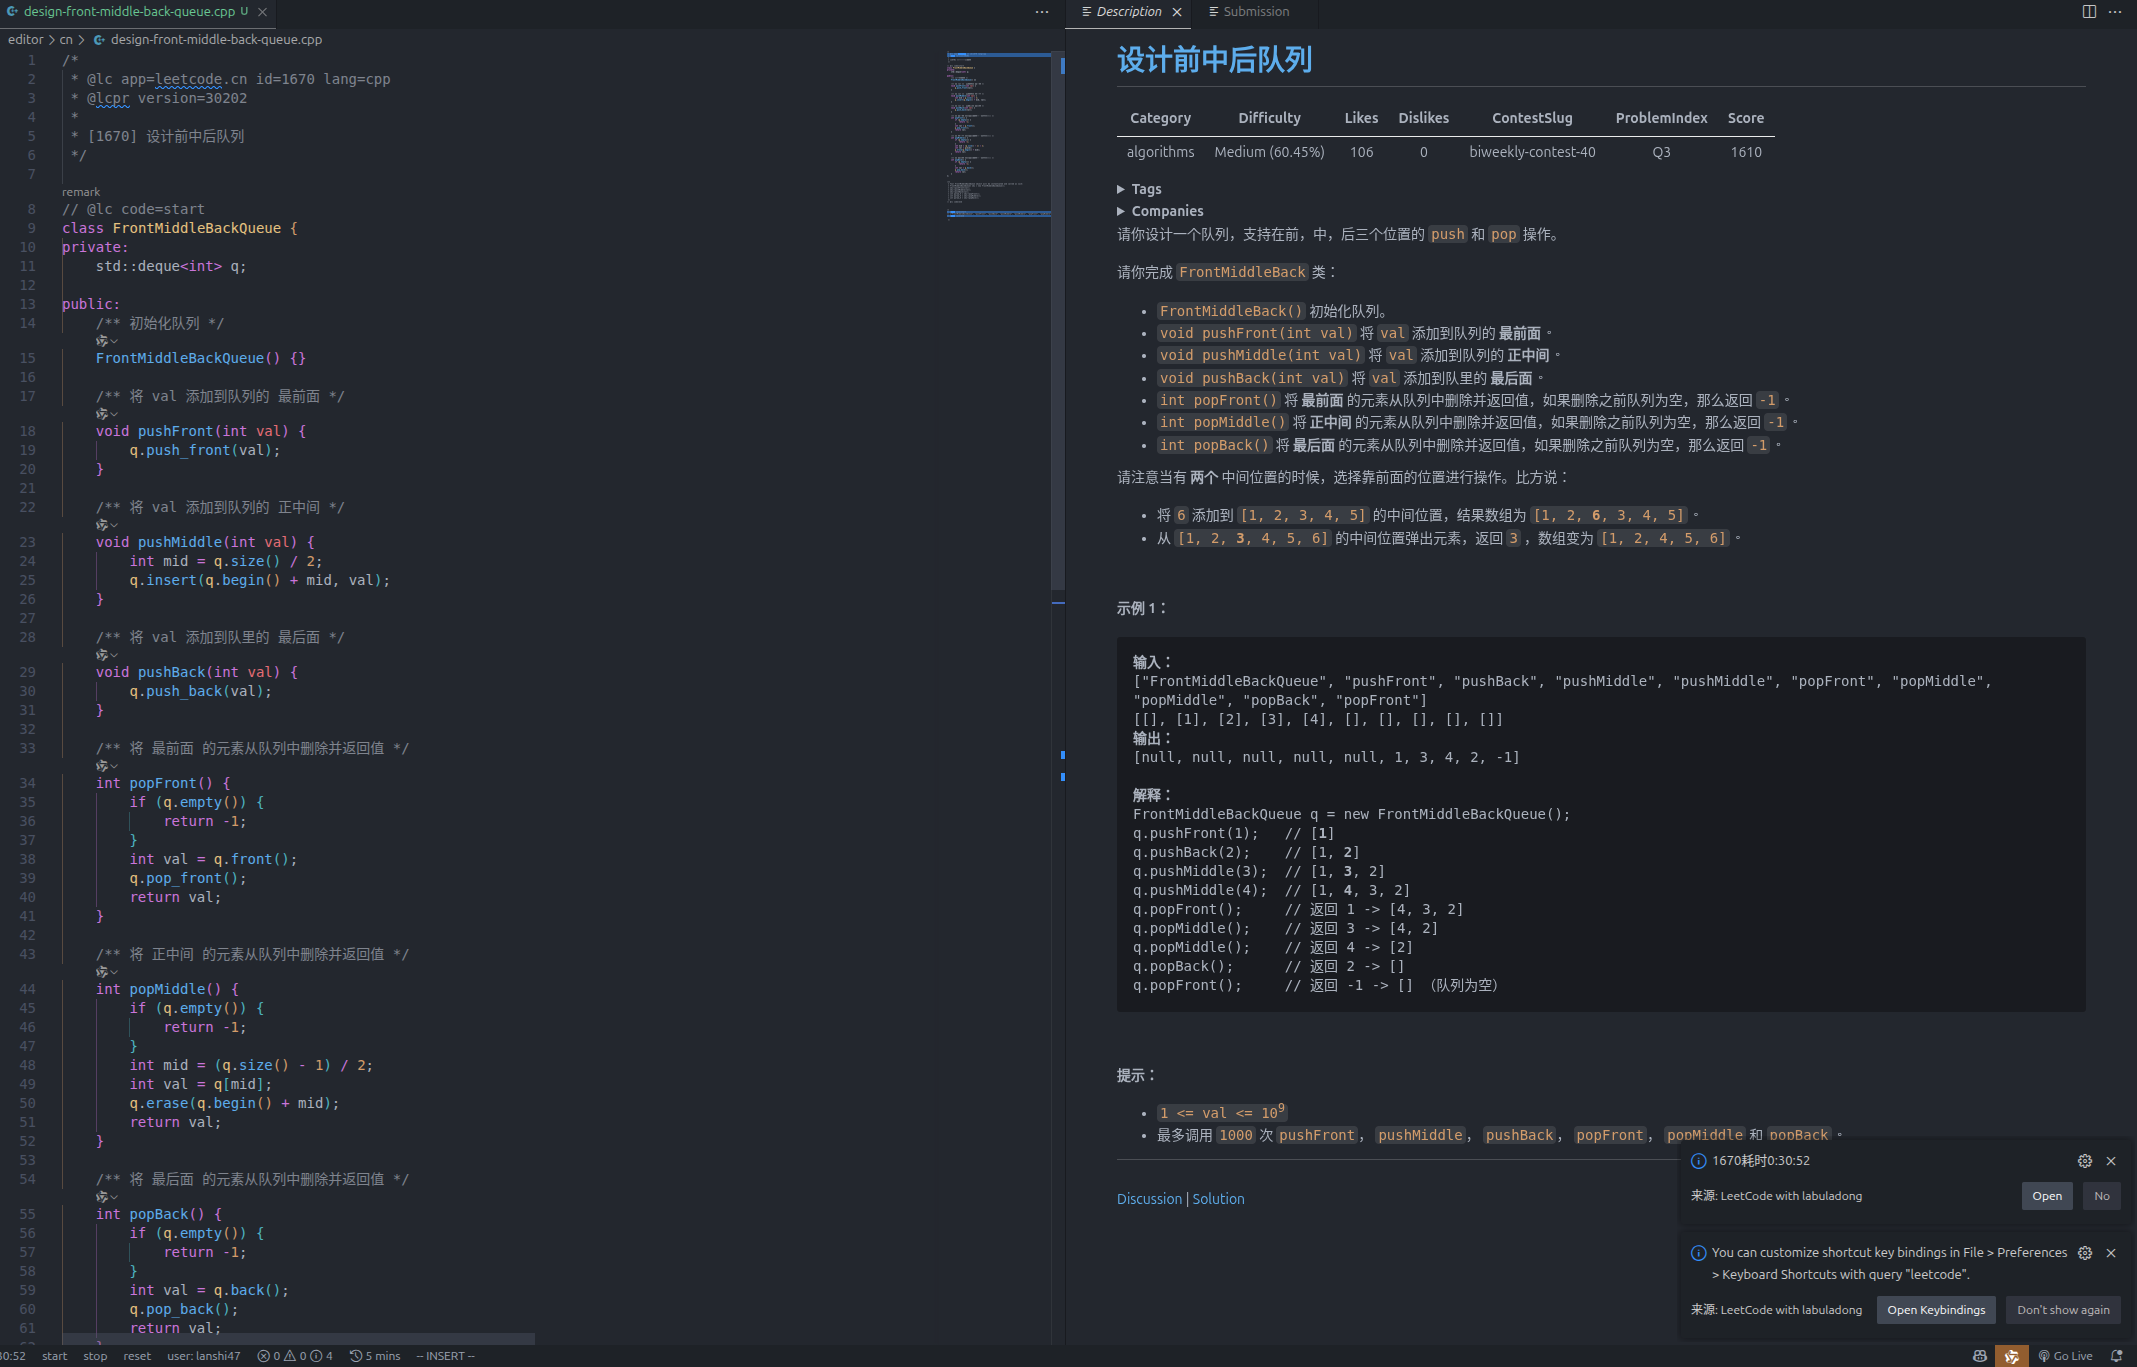 design-front-middle-back-queue.cpp U
editor > cn > design-front-middle-back-queue.cpp
1 /*
2  * @lc app=leetcode.cn id=1670 lang=cpp
3  * @lcpr version=30202
4  *
5  * [1670] 设计前中后队列
6  */
7
remark
8 // @lc code=start
9 class FrontMiddleBackQueue {
10 private:
11     std::deque<int> q;
12
13 public:
14     /** 初始化队列 */
15     FrontMiddleBackQueue() {}
16
17     /** 将 val 添加到队列的 最前面 */
18     void pushFront(int val) {
19         q.push_front(val);
20     }
21
22     /** 将 val 添加到队列的 正中间 */
23     void pushMiddle(int val) {
24         int mid = q.size() / 2;
25         q.insert(q.begin() + mid, val);
26     }
27
28     /** 将 val 添加到队里的 最后面 */
29     void pushBack(int val) {
30         q.push_back(val);
31     }
32
33     /** 将 最前面 的元素从队列中删除并返回值 */
34     int popFront() {
35         if (q.empty()) {
36             return -1;
37         }
38         int val = q.front();
39         q.pop_front();
40         return val;
41     }
42
43     /** 将 正中间 的元素从队列中删除并返回值 */
44     int popMiddle() {
45         if (q.empty()) {
46             return -1;
47         }
48         int mid = (q.size() - 1) / 2;
49         int val = q[mid];
50         q.erase(q.begin() + mid);
51         return val;
52     }
53
54     /** 将 最后面 的元素从队列中删除并返回值 */
55     int popBack() {
56         if (q.empty()) {
57             return -1;
58         }
59         int val = q.back();
60         q.pop_back();
61         return val;
Description
Submission
设计前中后队列
Category Difficulty Likes Dislikes ContestSlug ProblemIndex Score
algorithms Medium (60.45%) 106 0 biweekly-contest-40 Q3 1610
Tags
Companies
请你设计一个队列，支持在前，中，后三个位置的 push 和 pop 操作。
请你完成 FrontMiddleBack 类：
• FrontMiddleBack() 初始化队列。
• void pushFront(int val) 将 val 添加到队列的 最前面 。
• void pushMiddle(int val) 将 val 添加到队列的 正中间 。
• void pushBack(int val) 将 val 添加到队里的 最后面 。
• int popFront() 将 最前面 的元素从队列中删除并返回值，如果删除之前队列为空，那么返回 -1 。
• int popMiddle() 将 正中间 的元素从队列中删除并返回值，如果删除之前队列为空，那么返回 -1 。
• int popBack() 将 最后面 的元素从队列中删除并返回值，如果删除之前队列为空，那么返回 -1 。
请注意当有 两个 中间位置的时候，选择靠前面的位置进行操作。比方说：
• 将 6 添加到 [1, 2, 3, 4, 5] 的中间位置，结果数组为 [1, 2, 6, 3, 4, 5] 。
• 从 [1, 2, 3, 4, 5, 6] 的中间位置弹出元素，返回 3 ，数组变为 [1, 2, 4, 5, 6] 。
示例 1：
输入：
["FrontMiddleBackQueue", "pushFront", "pushBack", "pushMiddle", "pushMiddle", "popFront", "popMiddle",
"popMiddle", "popBack", "popFront"]
[[], [1], [2], [3], [4], [], [], [], [], []]
输出：
[null, null, null, null, null, 1, 3, 4, 2, -1]
解释：
FrontMiddleBackQueue q = new FrontMiddleBackQueue();
q.pushFront(1);   // [1]
q.pushBack(2);    // [1, 2]
q.pushMiddle(3);  // [1, 3, 2]
q.pushMiddle(4);  // [1, 4, 3, 2]
q.popFront();     // 返回 1 -> [4, 3, 2]
q.popMiddle();    // 返回 3 -> [4, 2]
q.popMiddle();    // 返回 4 -> [2]
q.popBack();      // 返回 2 -> []
q.popFront();     // 返回 -1 -> [] （队列为空）
提示：
• 1 <= val <= 10⁹
• 最多调用 1000 次 pushFront， pushMiddle， pushBack， popFront， popMiddle 和 popBack 。
Discussion | Solution
1670耗时0:30:52
来源: LeetCode with labuladong
Open No
You can customize shortcut key bindings in File > Preferences
> Keyboard Shortcuts with query "leetcode".
来源: LeetCode with labuladong
Open Keybindings Don't show again
30:52 start stop reset user: lanshi47 0 0 4 5 mins -- INSERT -- Go Live